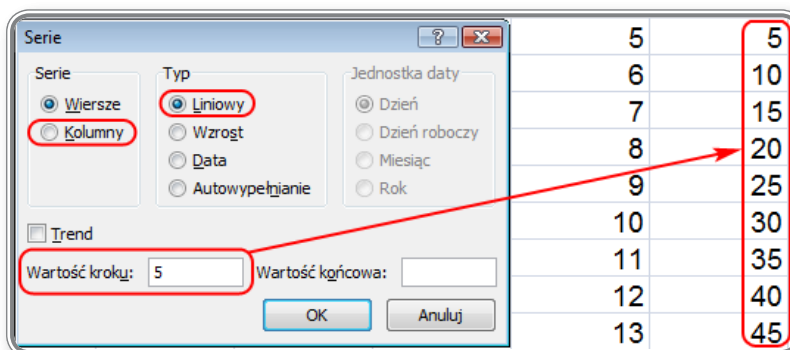 Serie
Serie
Wiersze
Kolumny
Typ
Liniowy
Wzrost
Data
Autowypełnianie
Jednostka daty
Dzień
Dzień roboczy
Miesiąc
Rok
Trend
Wartość kroku: 5
Wartość końcowa:
OK
Anuluj
5 5
6 10
7 15
8 20
9 25
10 30
11 35
12 40
13 45